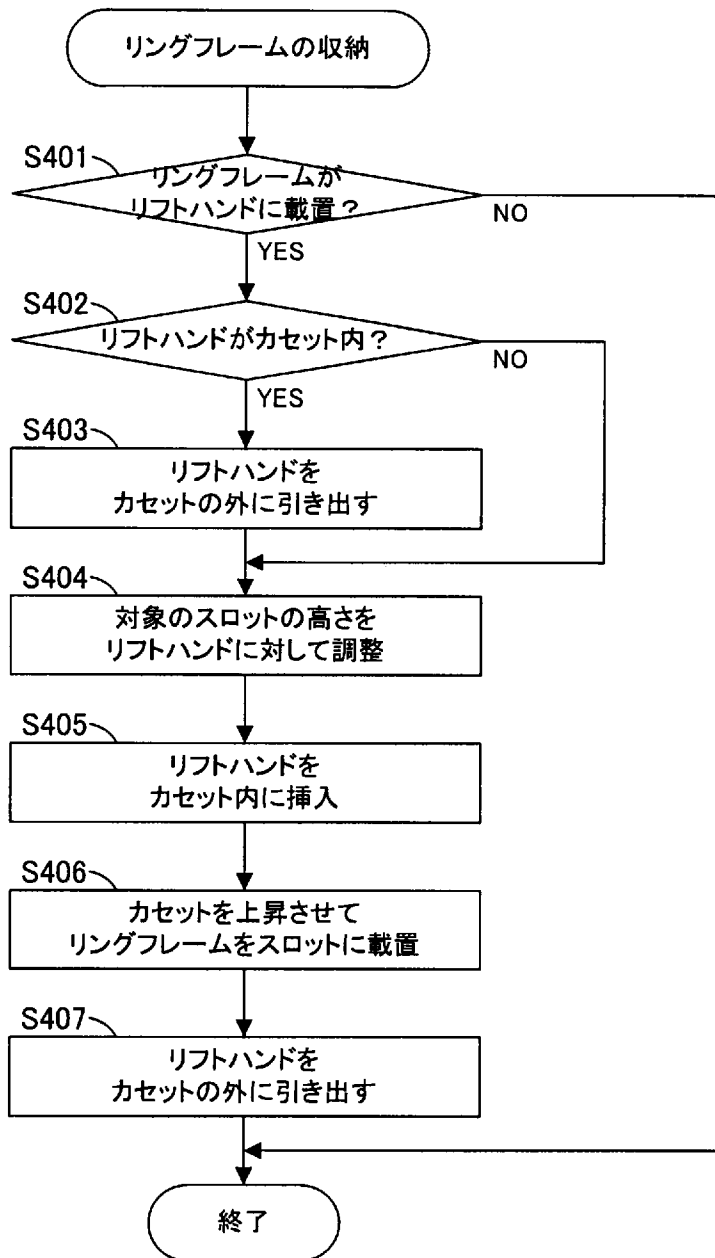 リングフレームの収納
S401
リングフレームが
リフトハンドに載置？
NO
YES
S402
リフトハンドがカセット内？
NO
YES
S403
リフトハンドを
カセットの外に引き出す
S404
対象のスロットの高さを
リフトハンドに対して調整
S405
リフトハンドを
カセット内に挿入
S406
カセットを上昇させて
リングフレームをスロットに載置
S407
リフトハンドを
カセットの外に引き出す
終了